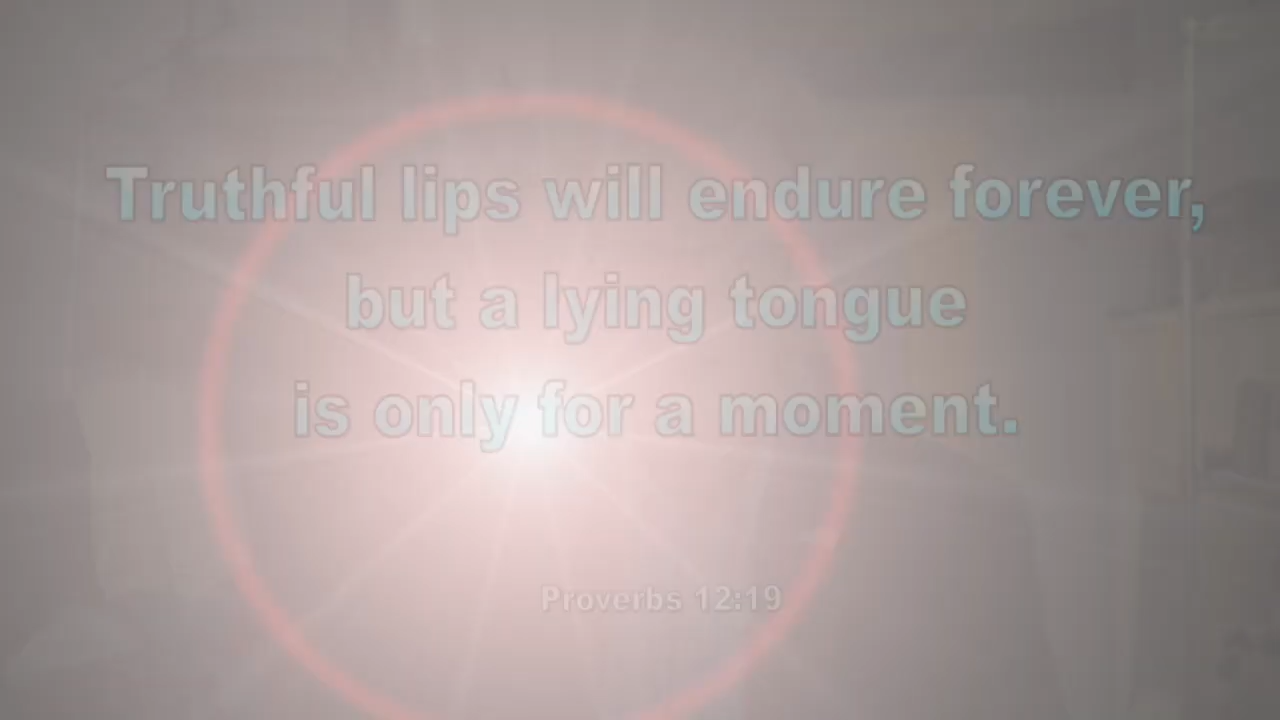 Truthful lips will endure forever,
but a lying tongue
is only for a moment.
Proverbs 12:19